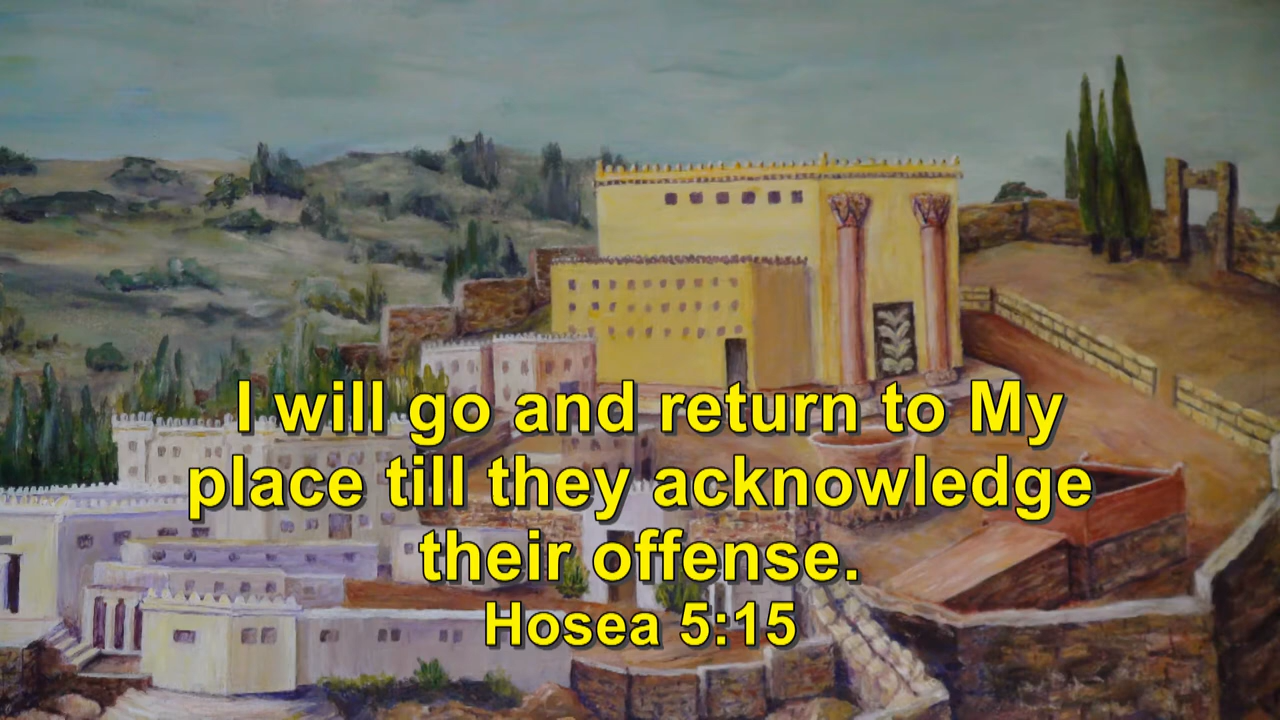 I will go and return to My
place till they acknowledge
their offense.
Hosea 5:15